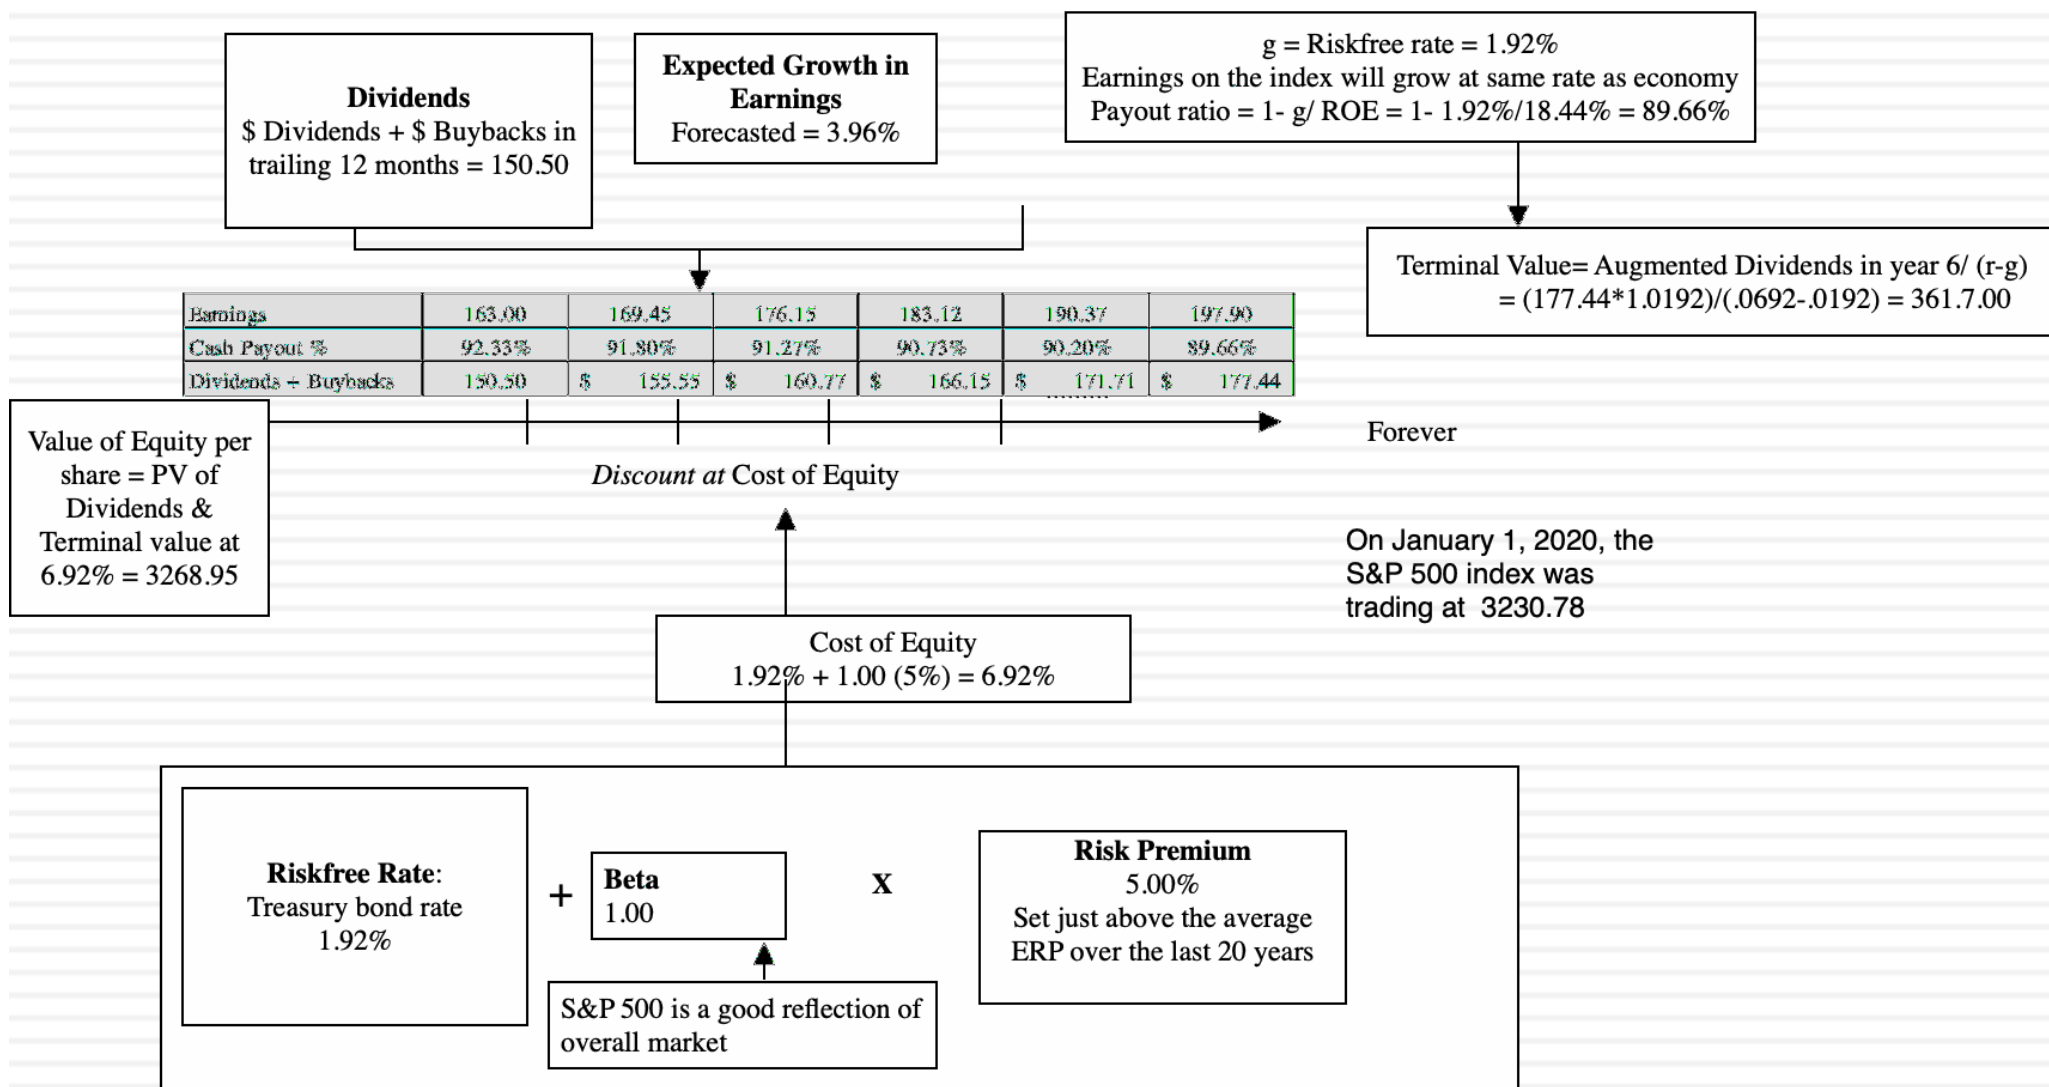 Dividends
$ Dividends + $ Buybacks in
trailing 12 months = 150.50
Expected Growth in
Earnings
Forecasted = 3.96%
g = Riskfree rate = 1.92%
Earnings on the index will grow at same rate as economy
Payout ratio = 1- g/ ROE = 1- 1.92%/18.44% = 89.66%
Terminal Value= Augmented Dividends in year 6/ (r-g)
= (177.44*1.0192)/(.0692-.0192) = 361.7.00
Earnings 163.00 169.45 176.15 183.12 190.37 197.90
Cash Payout % 92.33% 91.80% 91.27% 90.73% 90.20% 89.66%
Dividends + Buybacks 150.50 $ 155.55 $ 160.77 $ 166.15 $ 171.71 $ 177.44
Value of Equity per
share = PV of
Dividends &
Terminal value at
6.92% = 3268.95
Forever
Discount at Cost of Equity
On January 1, 2020, the
S&P 500 index was
trading at 3230.78
Cost of Equity
1.92% + 1.00 (5%) = 6.92%
Riskfree Rate:
Treasury bond rate
1.92%
+
Beta
1.00
X
Risk Premium
5.00%
Set just above the average
ERP over the last 20 years
S&P 500 is a good reflection of
overall market